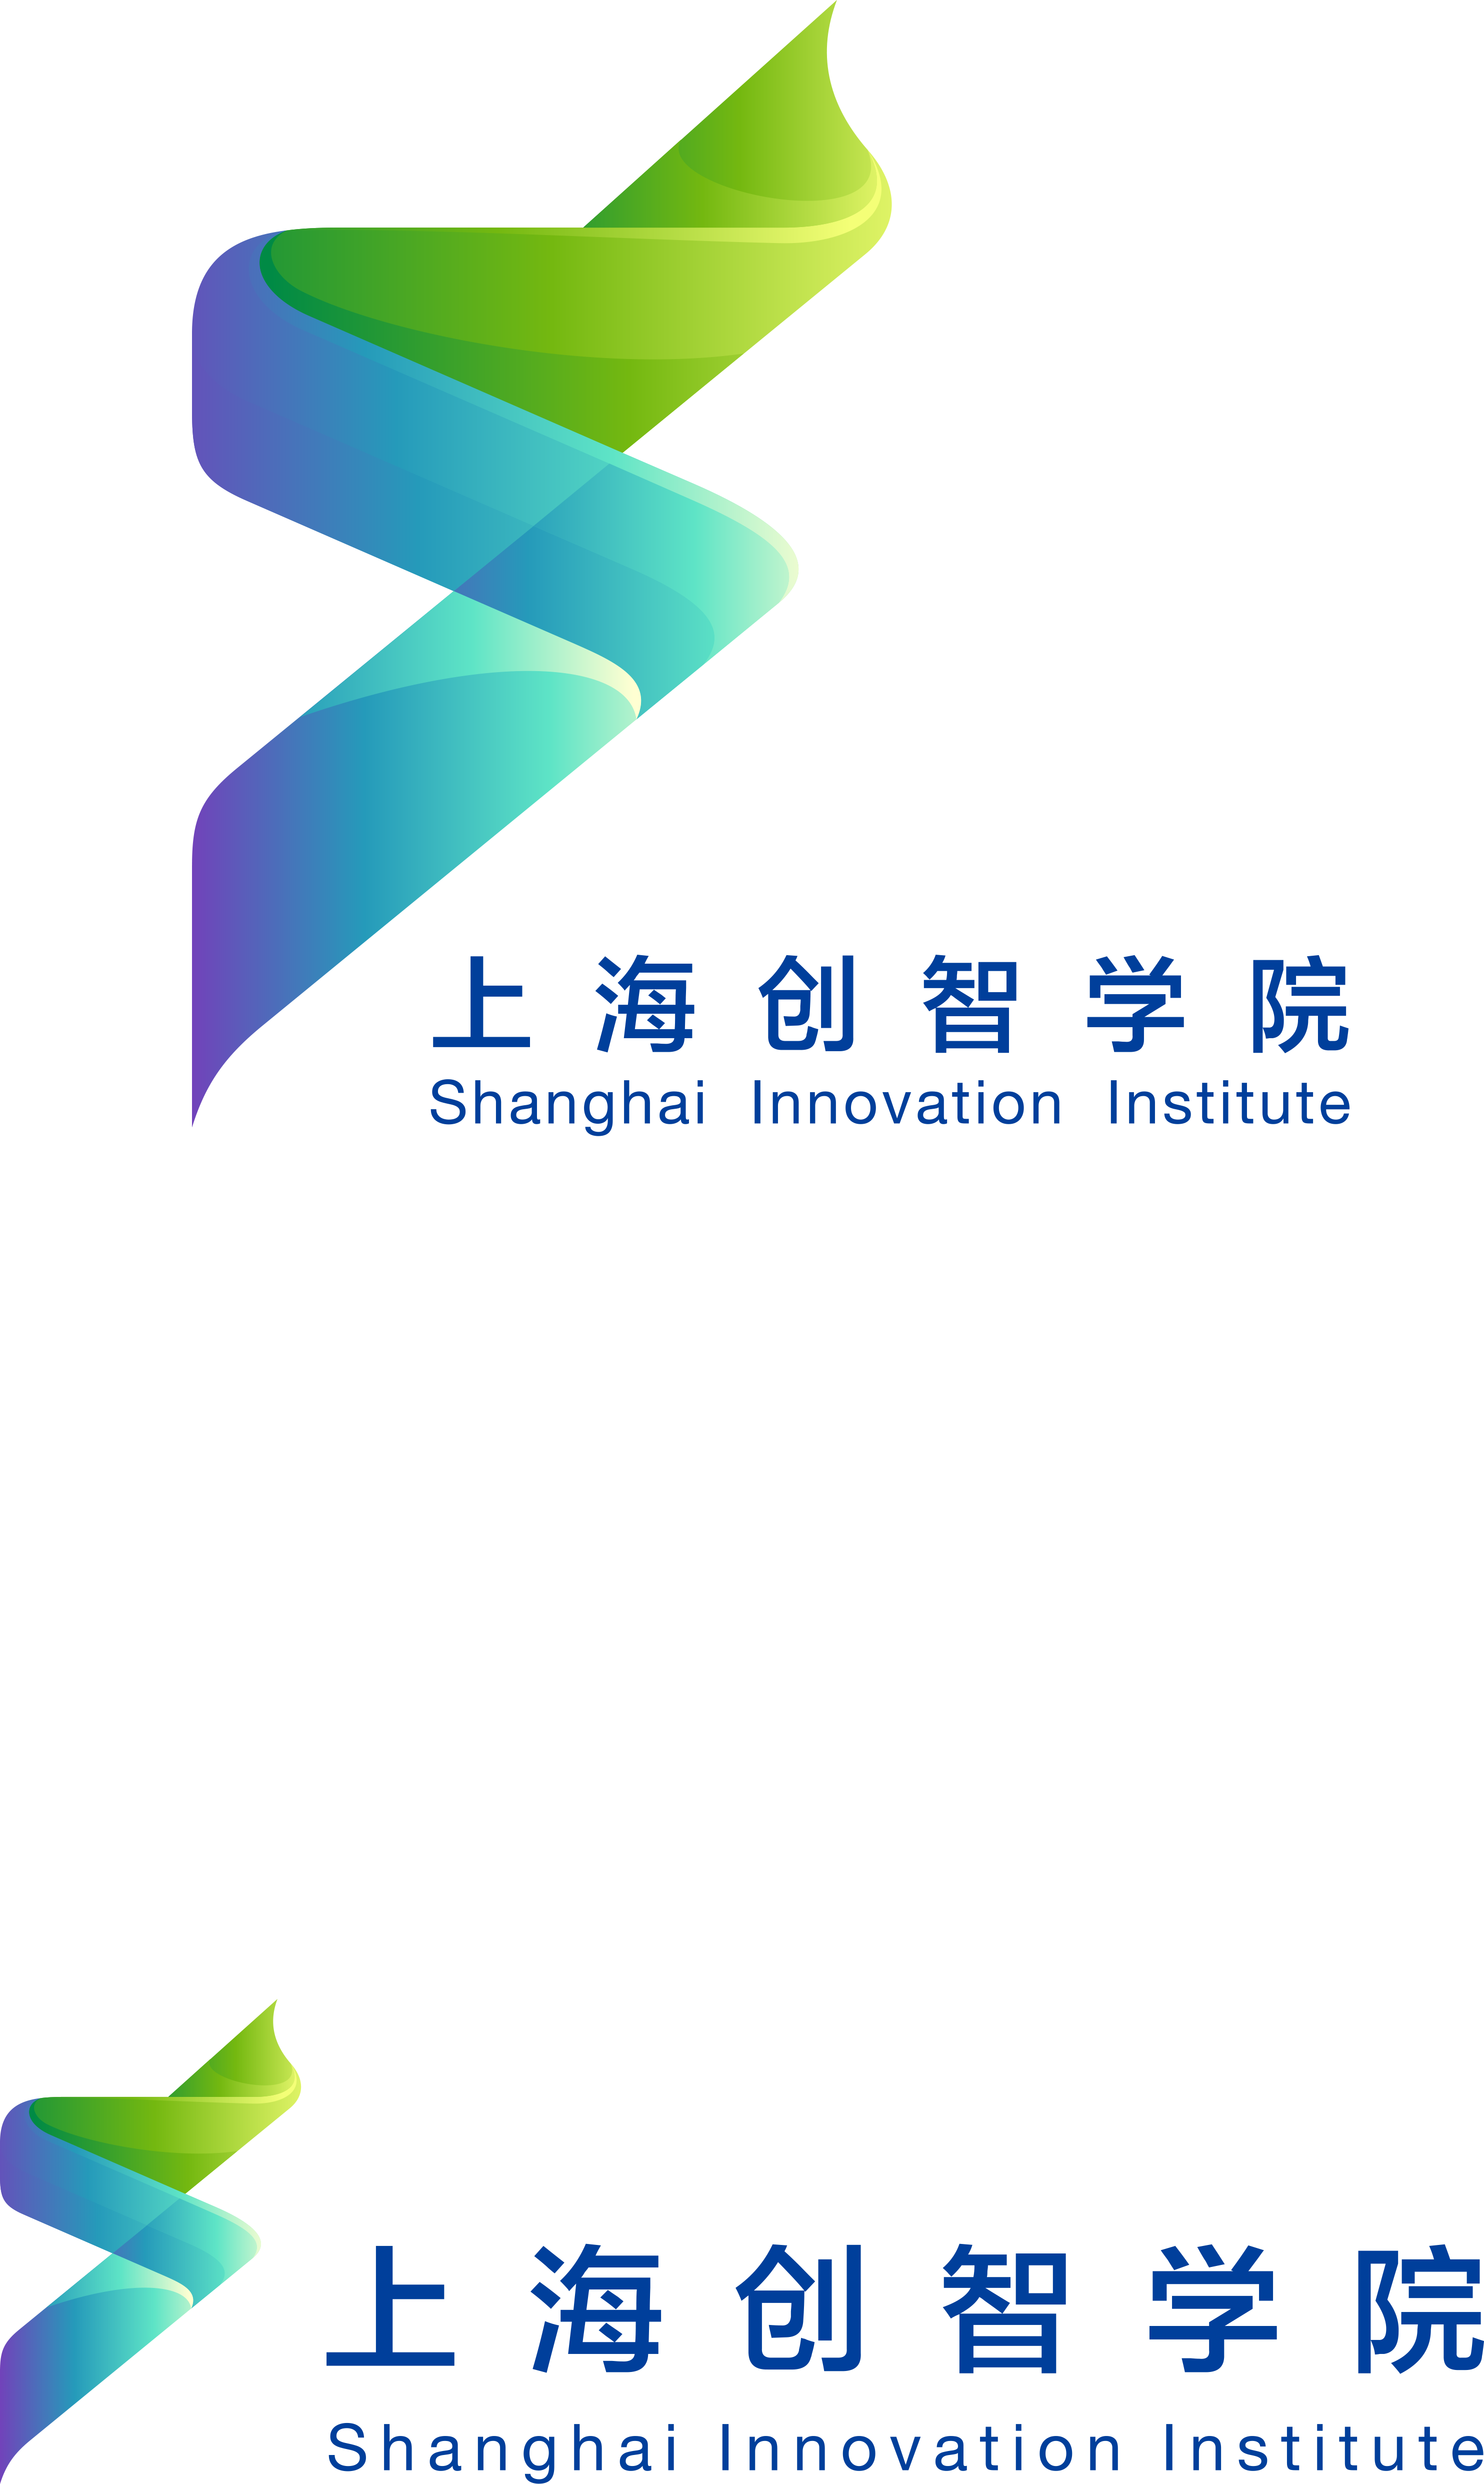 上海创智学院
Shanghai Innovation Institute
上海创智学院
Shanghai Innovation Institute